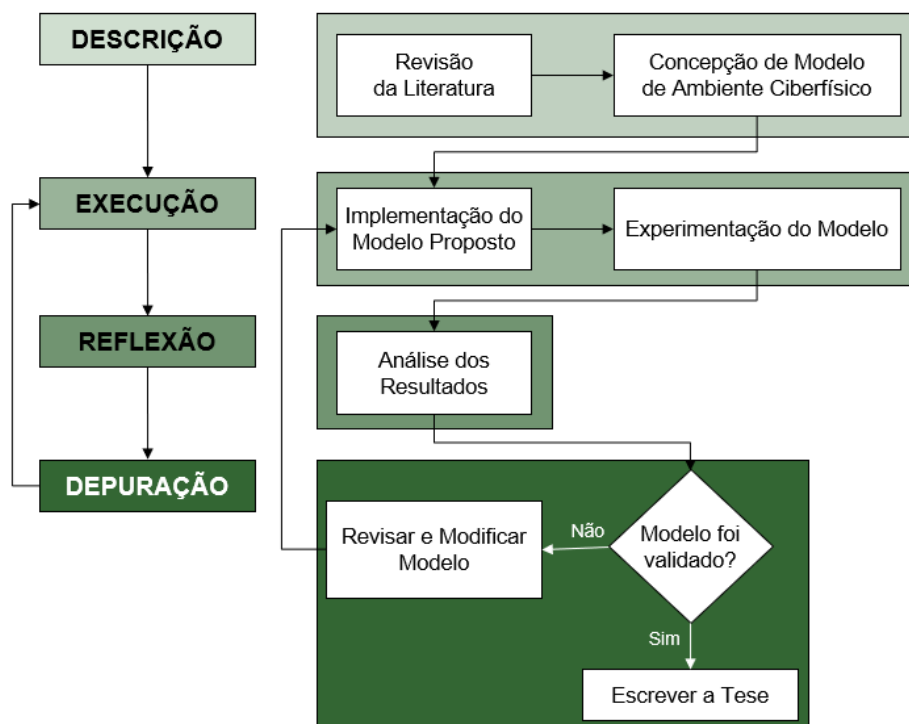 DESCRIÇÃO
Revisão
da Literatura
Concepção de Modelo
de Ambiente Ciberfísico
EXECUÇÃO
Implementação do
Modelo Proposto
Experimentação do Modelo
REFLEXÃO
Análise dos
Resultados
DEPURAÇÃO
Revisar e Modificar
Modelo
Não
Modelo foi
validado?
Sim
Escrever a Tese